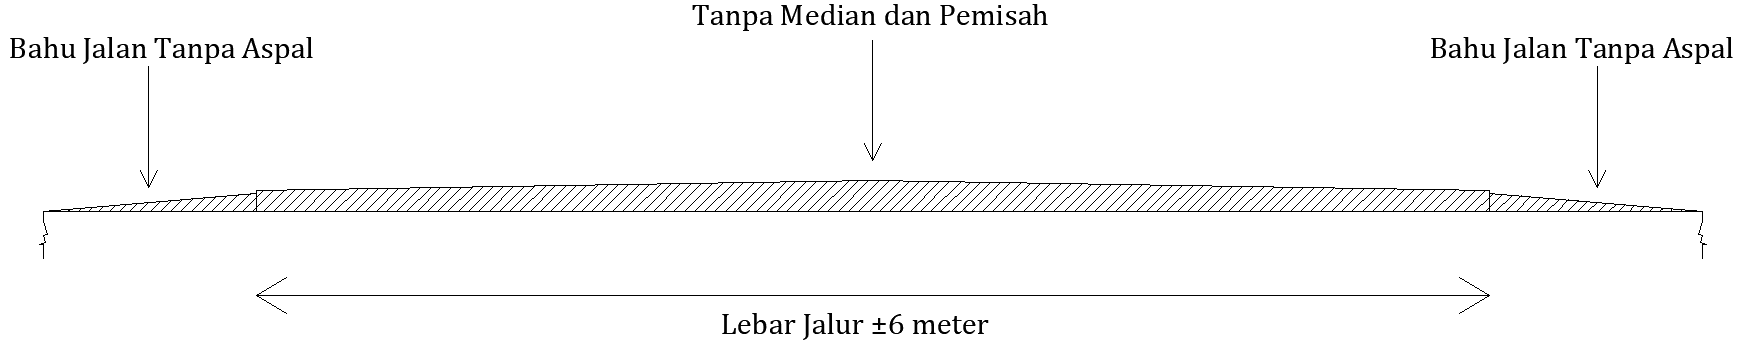 Tanpa Median dan Pemisah
Bahu Jalan Tanpa Aspal
Bahu Jalan Tanpa Aspal
Lebar Jalur ±6 meter